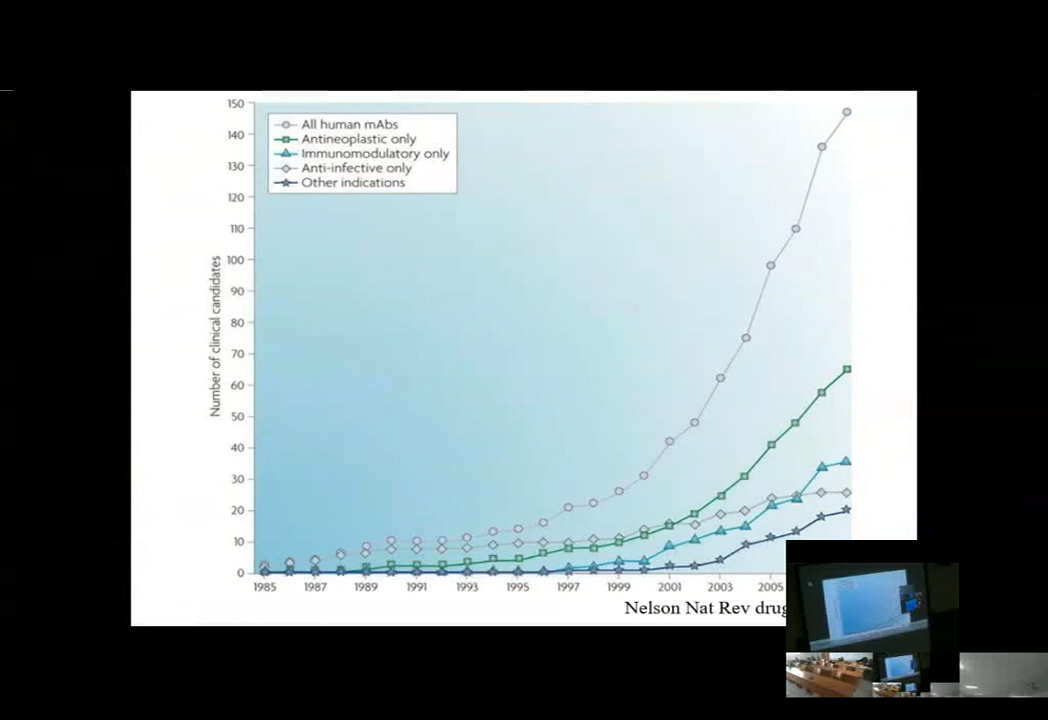 150
140
130
120
110
100
90
80
70
60
50
40
30
20
10
0
All human mAbs
Antineoplastic only
Immunomodulatory only
Anti-infective only
Other indications
Number of clinical candidates
1985 1987 1989 1991 1993 1995 1997 1999 2001 2003 2005
Nelson Nat Rev drug